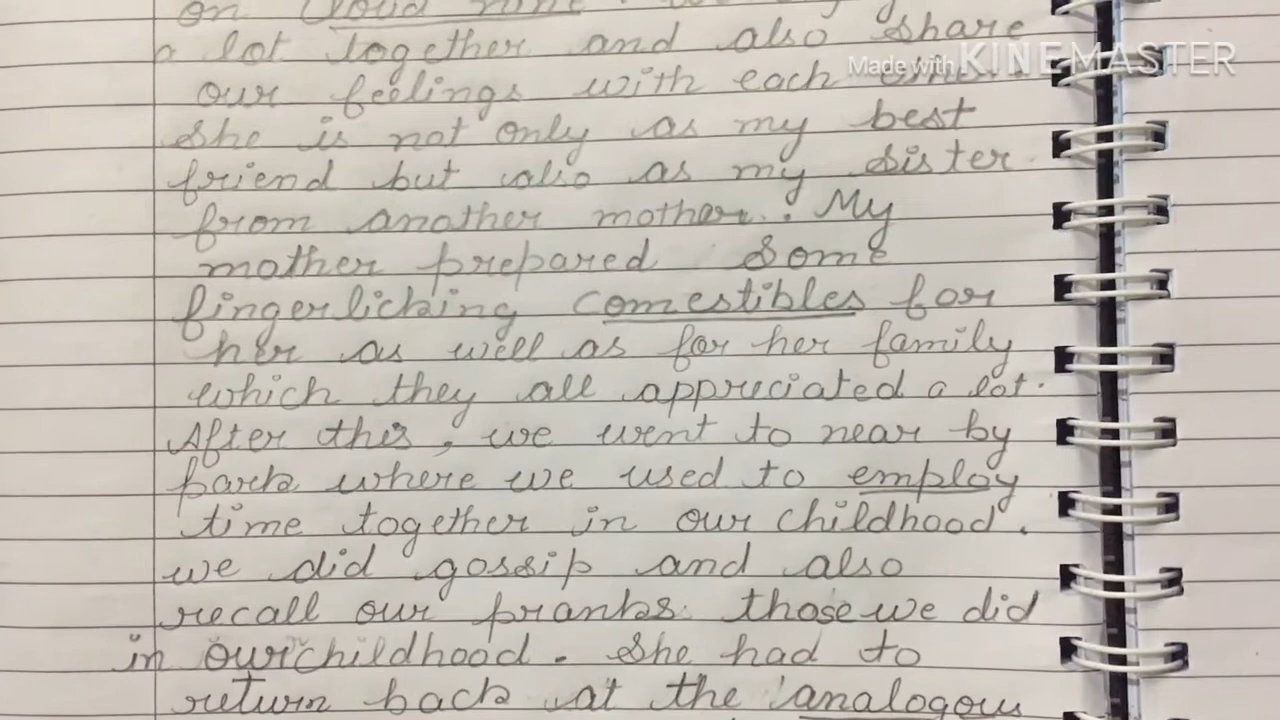 on Cloud nine.
a lot together and also share
Made with KINEMASTER
our feelings with each
She is not only as my best
friend but also as my sister
from another mother. My
mother prepared some
fingerlicking comestibles for
her as well as for her family
which they all appreciated a lot.
After this, we went to near by
park where we used to employ
time together in our childhood.
we did gossip and also
recall our pranks those we did
in our childhood. She had to
return back at the analogou